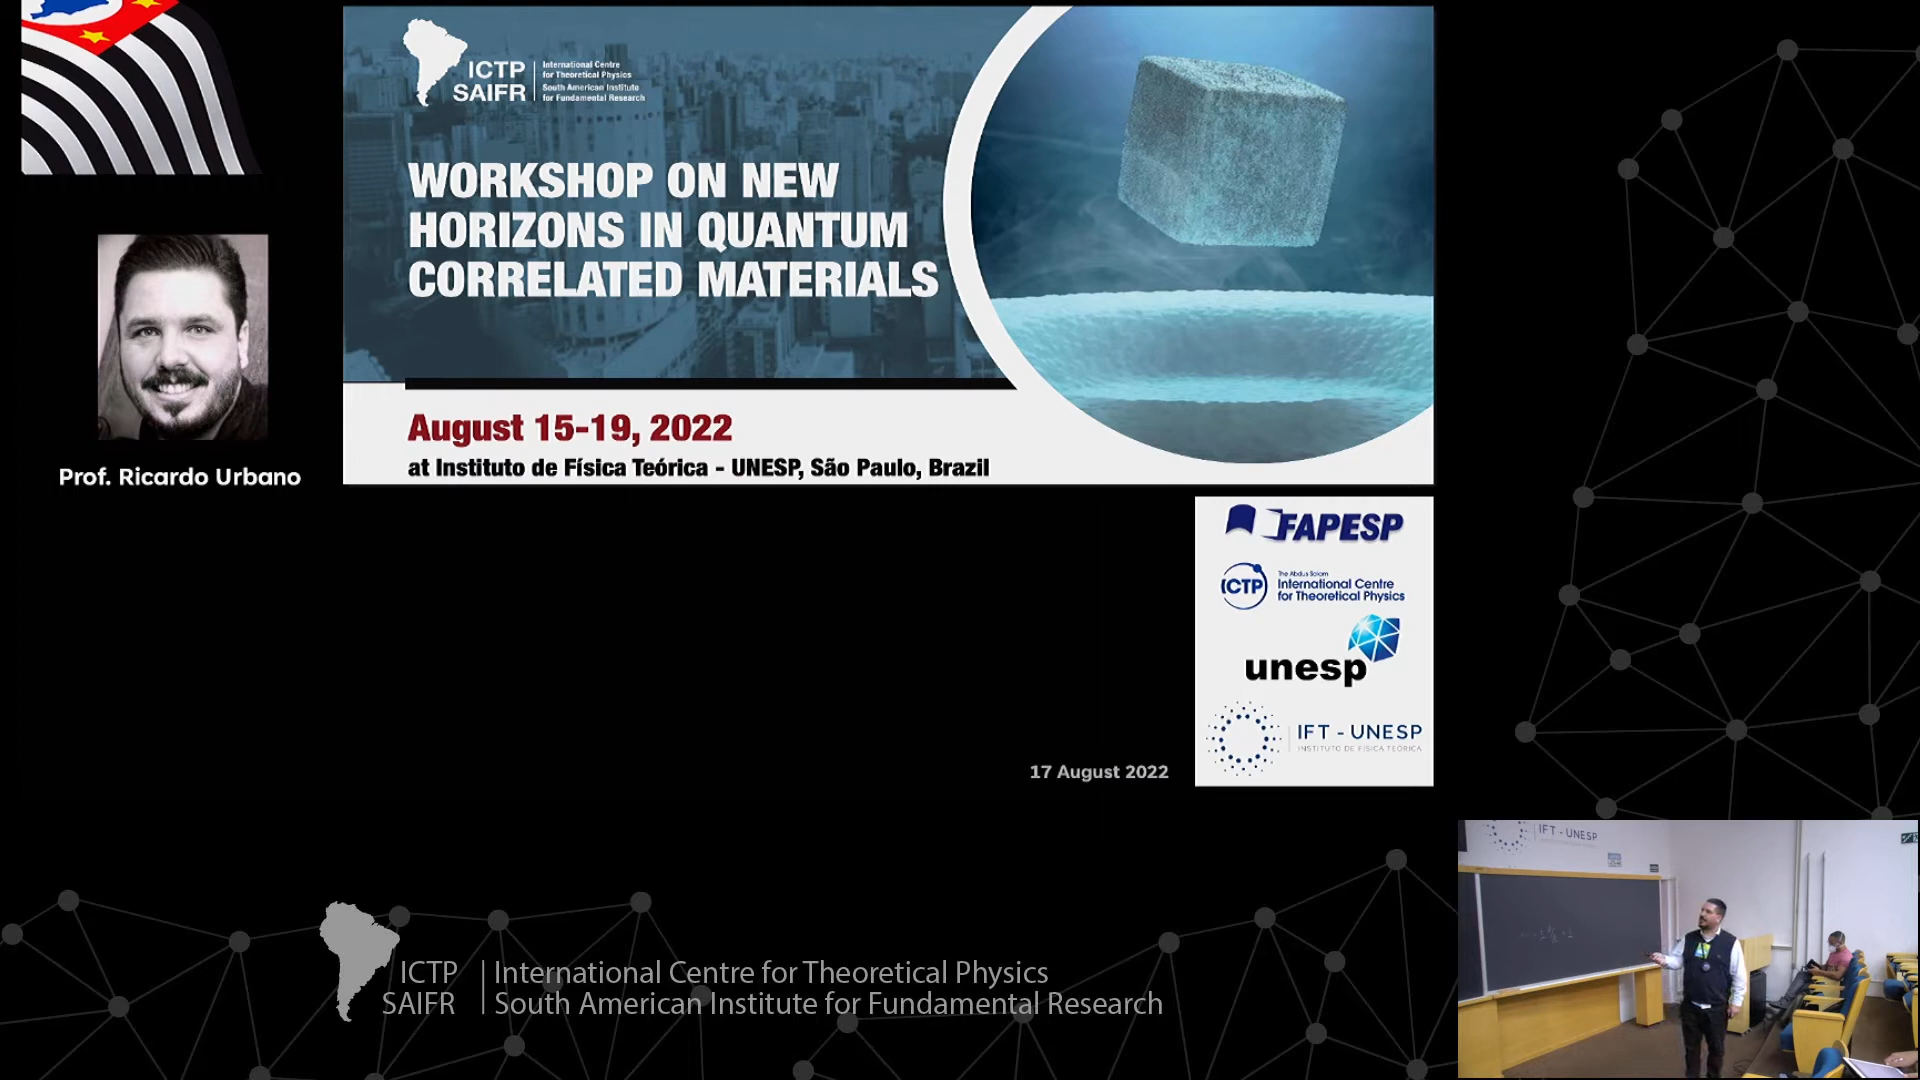 ICTP
SAIFR
International Centre
for Theoretical Physics
South American Institute
for Fundamental Research
WORKSHOP ON NEW
HORIZONS IN QUANTUM
CORRELATED MATERIALS
August 15-19, 2022
at Instituto de Física Teórica - UNESP, São Paulo, Brazil
Prof. Ricardo Urbano
FAPESP
ICTP
The Abdus Salam
International Centre
for Theoretical Physics
unesp
IFT - UNESP
INSTITUTO DE FÍSICA TEÓRICA
17 August 2022
IFT - UNESP
ICTP
SAIFR
International Centre for Theoretical Physics
South American Institute for Fundamental Research